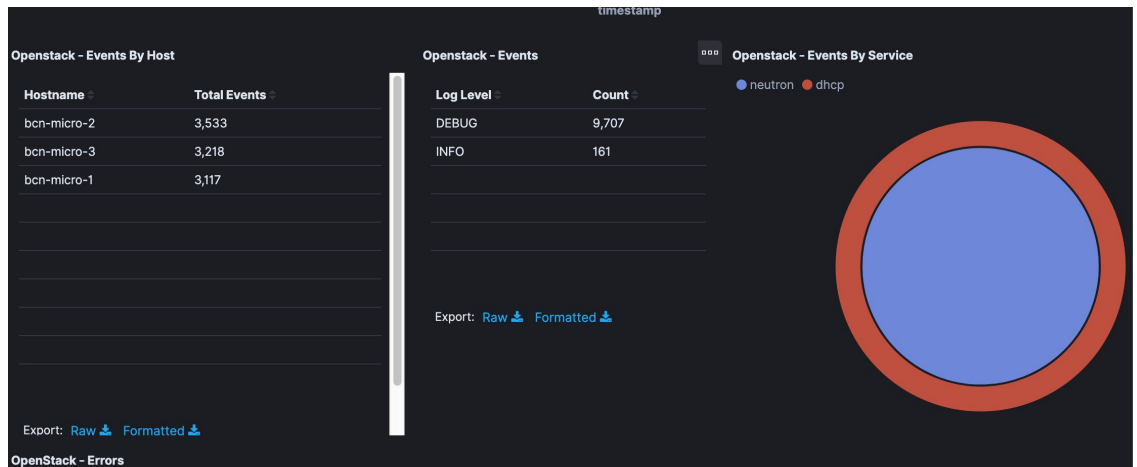 timestamp
Openstack - Events By Host
Hostname Total Events
bcn-micro-2 3,533
bcn-micro-3 3,218
bcn-micro-1 3,117
Export: Raw Formatted
Openstack - Events
Log Level Count
DEBUG 9,707
INFO 161
Export: Raw Formatted
Openstack - Events By Service
neutron dhcp
OpenStack - Errors